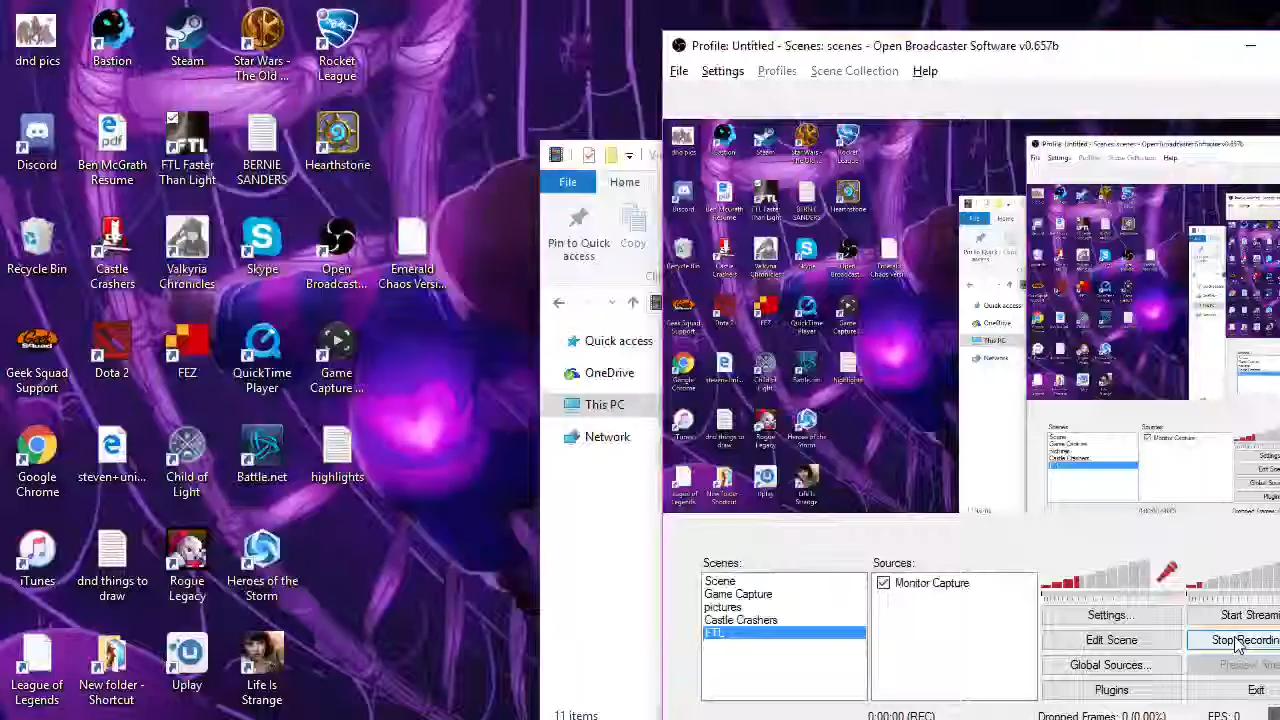 dnd pics
Bastion
Steam
Star Wars -
The Old ...
Rocket
League
Discord
Ben McGrath
Resume
FTL Faster
Than Light
BERNIE
SANDERS
Hearthstone
Recycle Bin
Castle
Crashers
Valkyria
Chronicles
Skype
Open
Broadcast...
Emerald
Chaos Versi...
Geek Squad
Support
Dota 2
FEZ
QuickTime
Player
Game
Capture ...
Google
Chrome
steven+uni...
Child of
Light
Battle.net
highlights
iTunes
dnd things to
draw
Rogue
Legacy
Heroes of the
Storm
League of
Legends
New folder -
Shortcut
Uplay
Life Is
Strange
File
Home
Pin to Quick
access
Copy
Quick access
OneDrive
This PC
Network
11 items
Profile: Untitled - Scenes: scenes - Open Broadcaster Software v0.657b
File Settings Profiles Scene Collection Help
Scenes:
Scene
Game Capture
pictures
Castle Crashers
FTL
Sources:
Monitor Capture
Settings...
Edit Scene
Global Sources...
Plugins
Start Streami
Stop Recordin
Exit
0:00:00 (REC)
Dropped Frames: 0 (0.00%)
FPS: 0